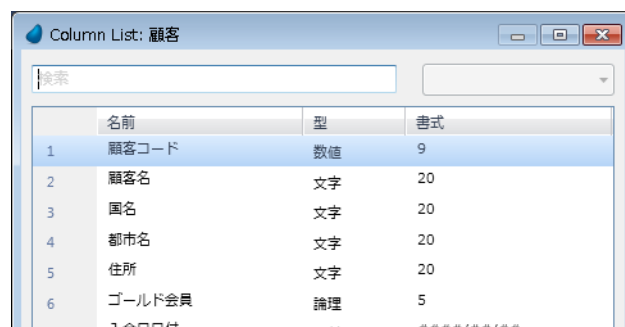 Column List: 顧客
検索
名前 型 書式
1 顧客コード 数値 9
2 顧客名 文字 20
3 国名 文字 20
4 都市名 文字 20
5 住所 文字 20
6 ゴールド会員 論理 5